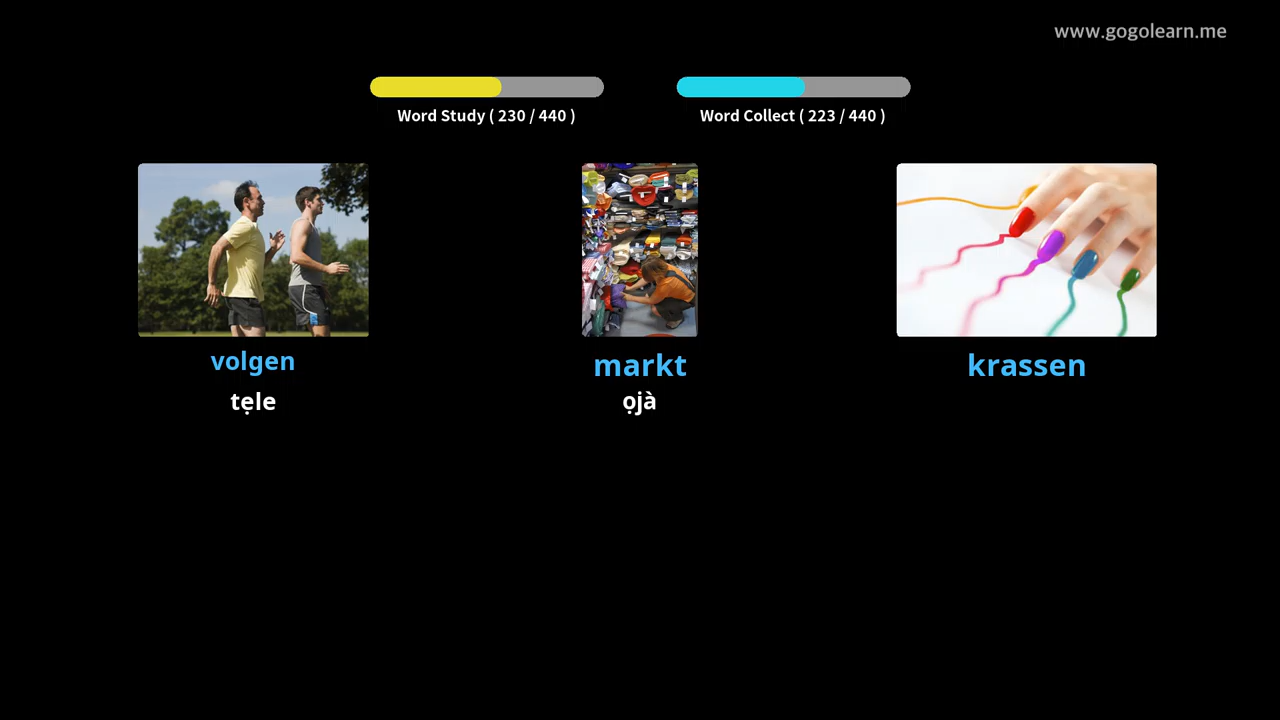 www.gogolearn.me
Word Study ( 230 / 440 )
Word Collect ( 223 / 440 )
volgen
markt
krassen
tẹle
ọjà